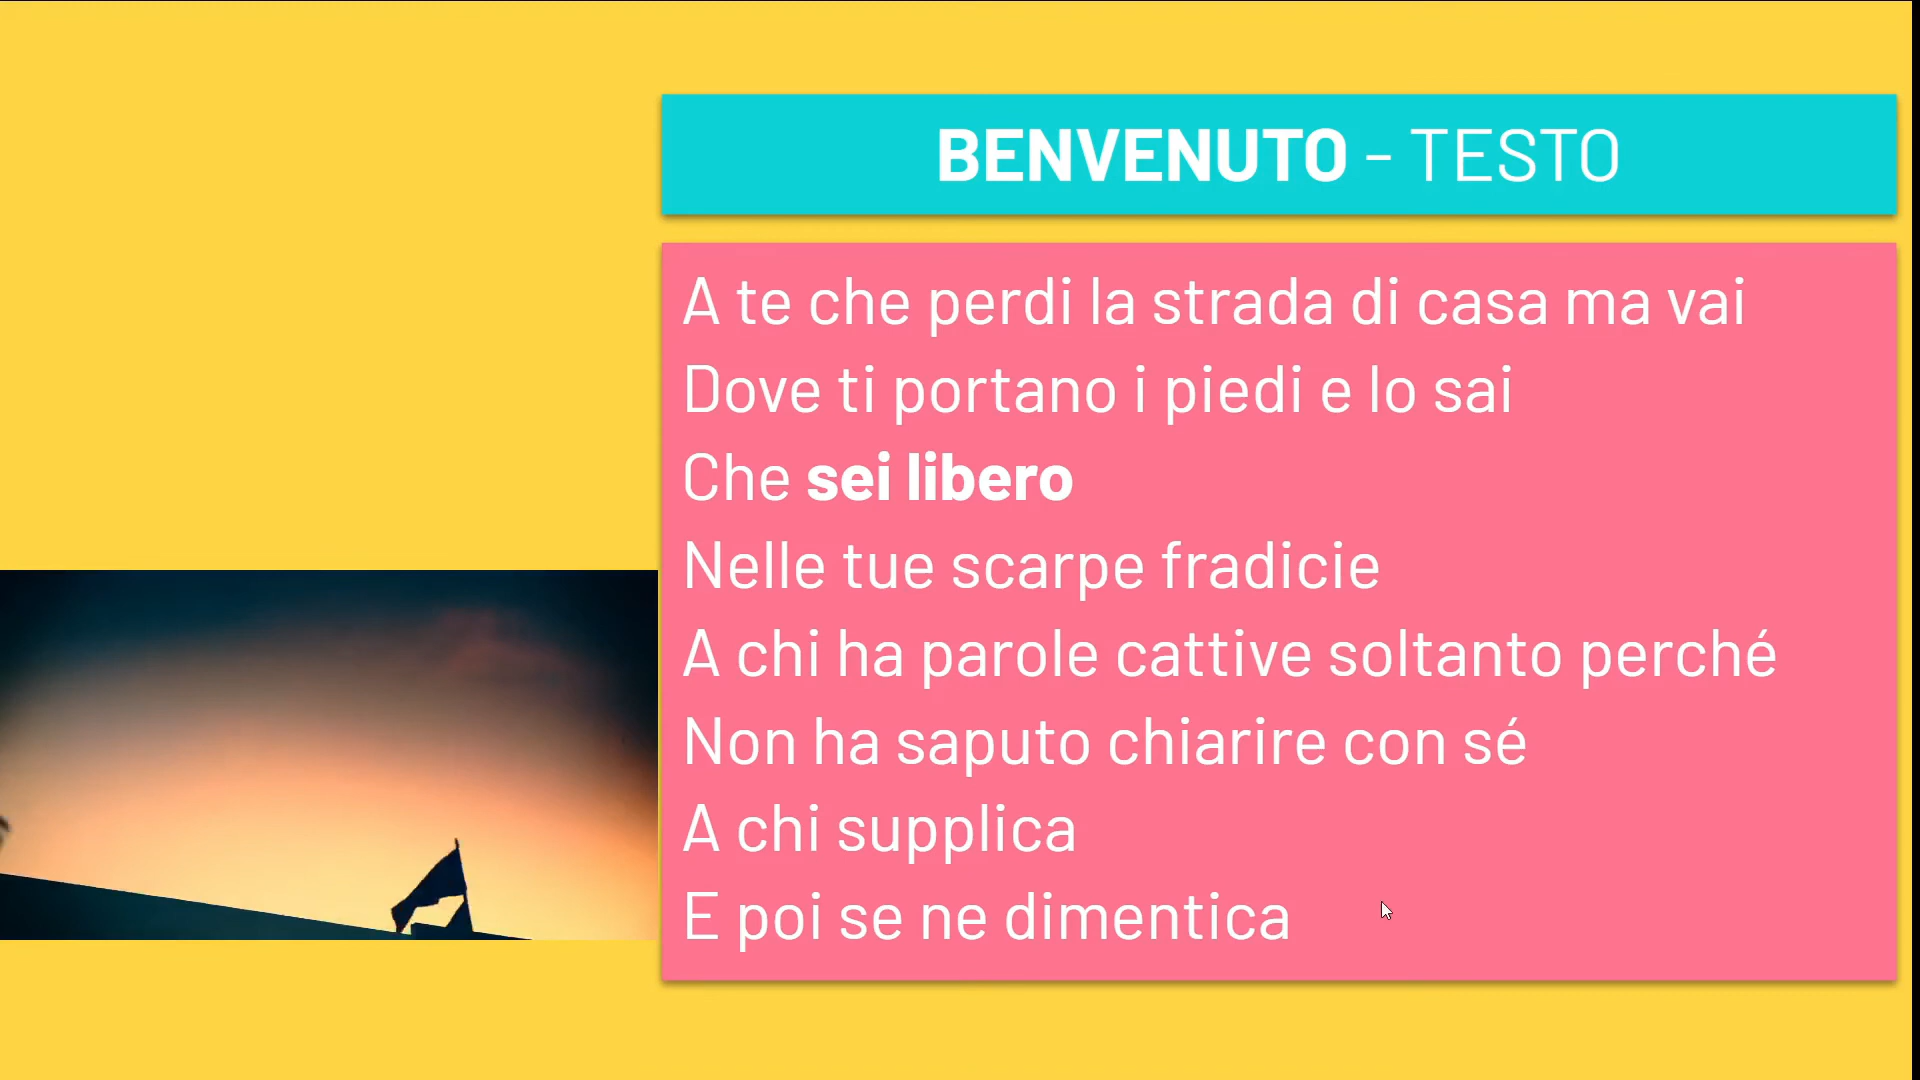 BENVENUTO - TESTO
A te che perdi la strada di casa ma vai
Dove ti portano i piedi e lo sai
Che sei libero
Nelle tue scarpe fradicie
A chi ha parole cattive soltanto perché
Non ha saputo chiarire con sé
A chi supplica
E poi se ne dimentica